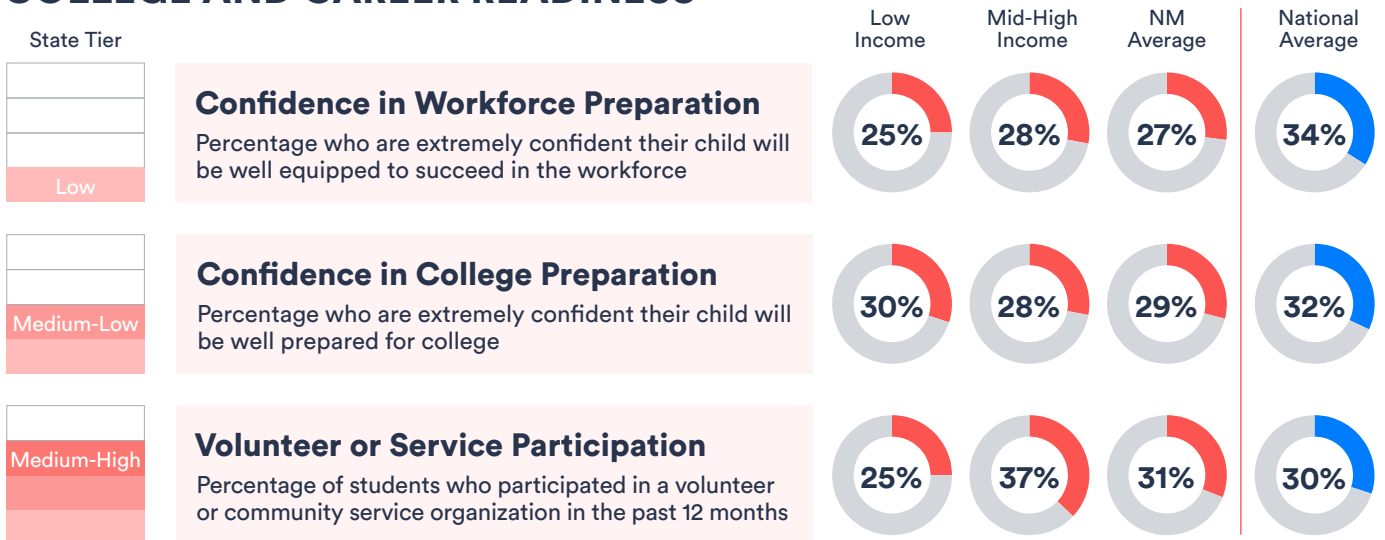 COLLEGE AND CAREER READINESS
State Tier
Low
Income
Mid-High
Income
NM
Average
National
Average
Low
Confidence in Workforce Preparation
Percentage who are extremely confident their child will
be well equipped to succeed in the workforce
25%
28%
27%
34%
Medium-Low
Confidence in College Preparation
Percentage who are extremely confident their child will
be well prepared for college
30%
28%
29%
32%
Medium-High
Volunteer or Service Participation
Percentage of students who participated in a volunteer
or community service organization in the past 12 months
25%
37%
31%
30%